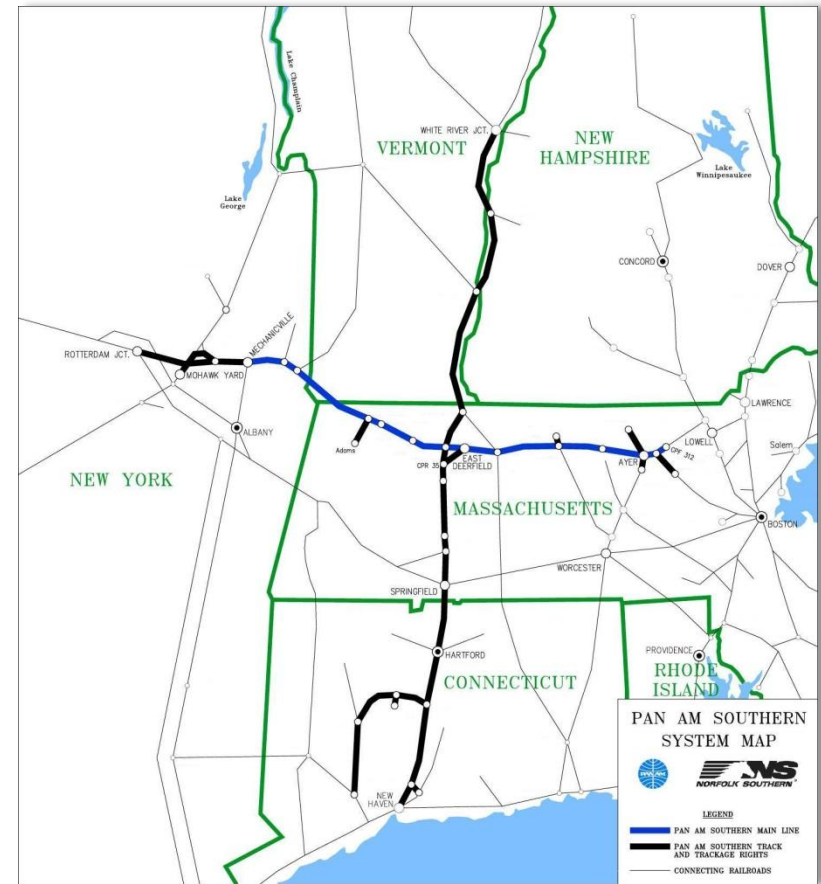 Lake Champlain
WHITE RIVER JCT.
VERMONT
NEW
HAMPSHIRE
Lake
George
Lake
Winnipesaukee
CONCORD
DOVER
MECHANICVILLE
ROTTERDAM JCT.
MOHAWK YARD
ALBANY
LAWRENCE
LOWELL
Salem
Adams
CPR 35
EAST
DEERFIELD
AYER
CPF 312
NEW YORK
MASSACHUSETTS
BOSTON
WORCESTER
SPRINGFIELD
HARTFORD
PROVIDENCE
CONNECTICUT
RHODE
ISLAND
NEW
HAVEN
PAN AM SOUTHERN
SYSTEM MAP
PAN AM
NS
NORFOLK SOUTHERN
LEGEND
PAN AM SOUTHERN MAIN LINE
PAN AM SOUTHERN TRACK
AND TRACKAGE RIGHTS
CONNECTING RAILROADS